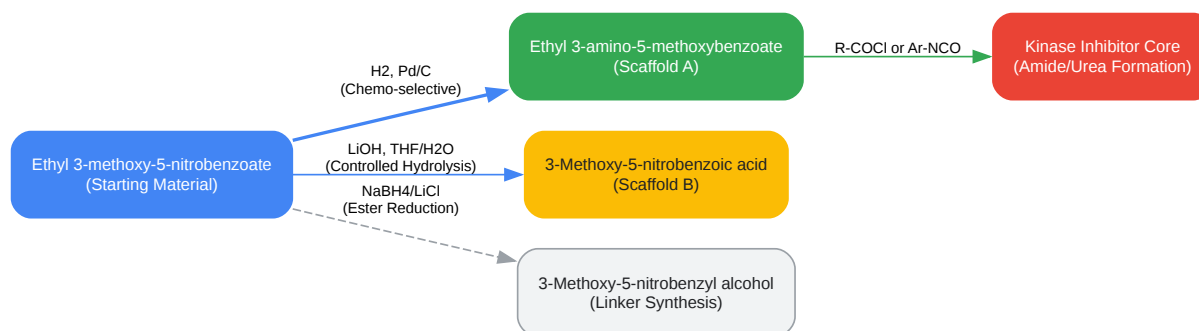 Ethyl 3-amino-5-methoxybenzoate
(Scaffold A)
R-COCl or Ar-NCO
Kinase Inhibitor Core
(Amide/Urea Formation)
H2, Pd/C
(Chemo-selective)
Ethyl 3-methoxy-5-nitrobenzoate
(Starting Material)
LiOH, THF/H2O
(Controlled Hydrolysis)
3-Methoxy-5-nitrobenzoic acid
(Scaffold B)
NaBH4/LiCl
(Ester Reduction)
3-Methoxy-5-nitrobenzyl alcohol
(Linker Synthesis)